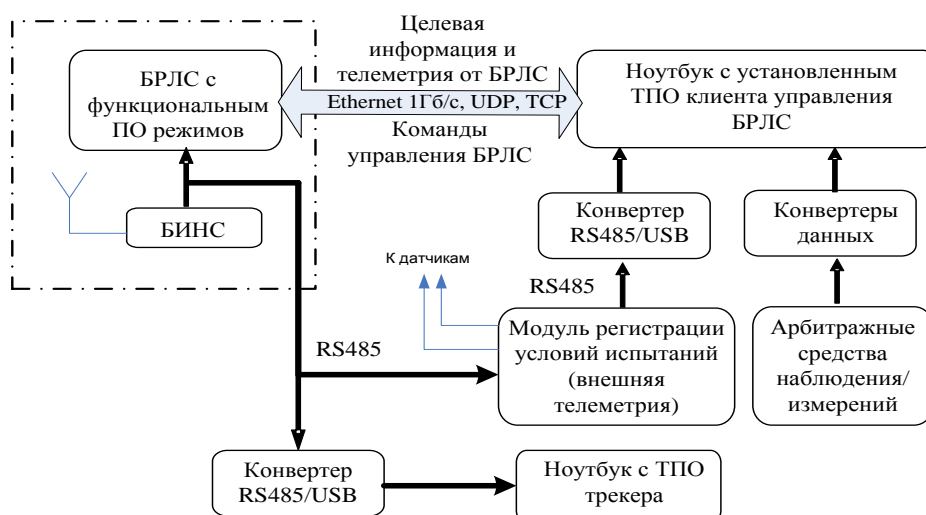 Целевая
информация и
телеметрия от БРЛС
Ethernet 1Гб/с, UDP, TCP
Команды
управления БРЛС
БРЛС с
функциональным
ПО режимов
Ноутбук с установленным
ТПО клиента управления
БРЛС
БИНС
Конвертер
RS485/USB
Конвертеры
данных
К датчикам
RS485
RS485
Модуль регистрации
условий испытаний
(внешняя
телеметрия)
Арбитражные
средства
наблюдения/
измерений
Конвертер
RS485/USB
Ноутбук с ТПО
трекера